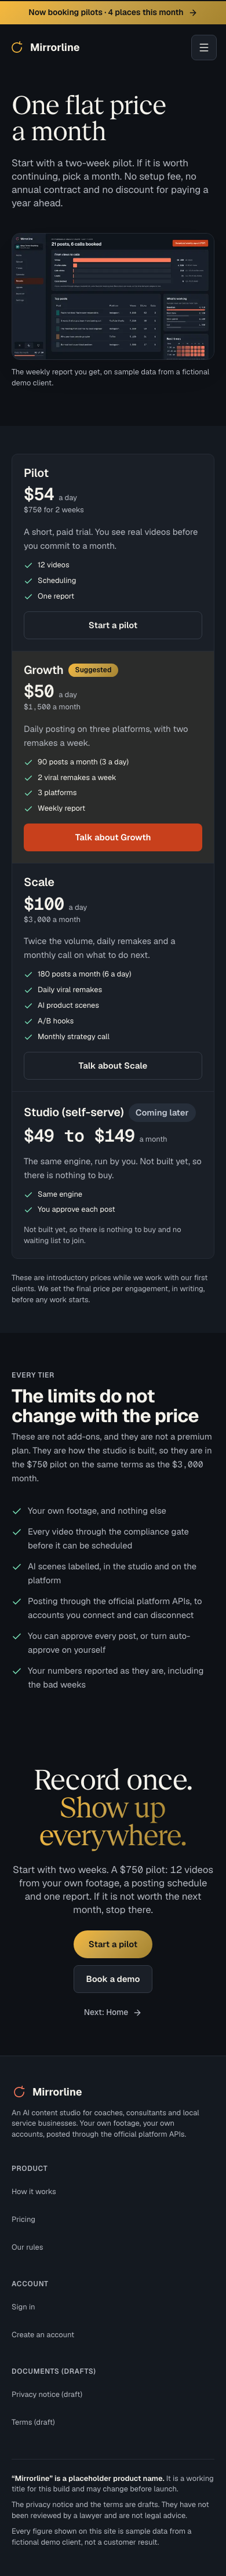 Now booking pilots · 4 places this month →
Mirrorline
One flat price
a month
Start with a two-week pilot. If it is worth
continuing, pick a month. No setup fee, no
annual contract and no discount for paying a
year ahead.
21 posts, 6 calls booked
The weekly report you get, on sample data from a fictional
demo client.
Pilot
$54 a day
$750 for 2 weeks
A short, paid trial. You see real videos before
you commit to a month.
12 videos
Scheduling
One report
Start a pilot
Growth Suggested
$50 a day
$1,500 a month
Daily posting on three platforms, with two
remakes a week.
90 posts a month (3 a day)
2 viral remakes a week
3 platforms
Weekly report
Talk about Growth
Scale
$100 a day
$3,000 a month
Twice the volume, daily remakes and a
monthly call on what to do next.
180 posts a month (6 a day)
Daily viral remakes
AI product scenes
A/B hooks
Monthly strategy call
Talk about Scale
Studio (self-serve) Coming later
$49 to $149 a month
The same engine, run by you. Not built yet, so
there is nothing to buy.
Same engine
You approve each post
Not built yet, so there is nothing to buy and no
waiting list to join.
These are introductory prices while we work with our first
clients. We set the final price per engagement, in writing,
before any work starts.
EVERY TIER
The limits do not
change with the price
These are not add-ons, and they are not a premium
plan. They are how the studio is built, so they are in
the $750 pilot on the same terms as the $3,000
month.
Your own footage, and nothing else
Every video through the compliance gate
before it can be scheduled
AI scenes labelled, in the studio and on the
platform
Posting through the official platform APIs, to
accounts you connect and can disconnect
You can approve every post, or turn auto-
approve on yourself
Your numbers reported as they are, including
the bad weeks
Record once.
Show up
everywhere.
Start with two weeks. A $750 pilot: 12 videos
from your own footage, a posting schedule
and one report. If it is not worth the next
month, stop there.
Start a pilot
Book a demo
Next: Home →
Mirrorline
An AI content studio for coaches, consultants and local
service businesses. Your own footage, your own
accounts, posted through the official platform APIs.
PRODUCT
How it works
Pricing
Our rules
ACCOUNT
Sign in
Create an account
DOCUMENTS (DRAFTS)
Privacy notice (draft)
Terms (draft)
"Mirrorline" is a placeholder product name. It is a working
title for this build and may change before launch.
The privacy notice and the terms are drafts. They have not
been reviewed by a lawyer and are not legal advice.
Every figure shown on this site is sample data from a
fictional demo client, not a customer result.